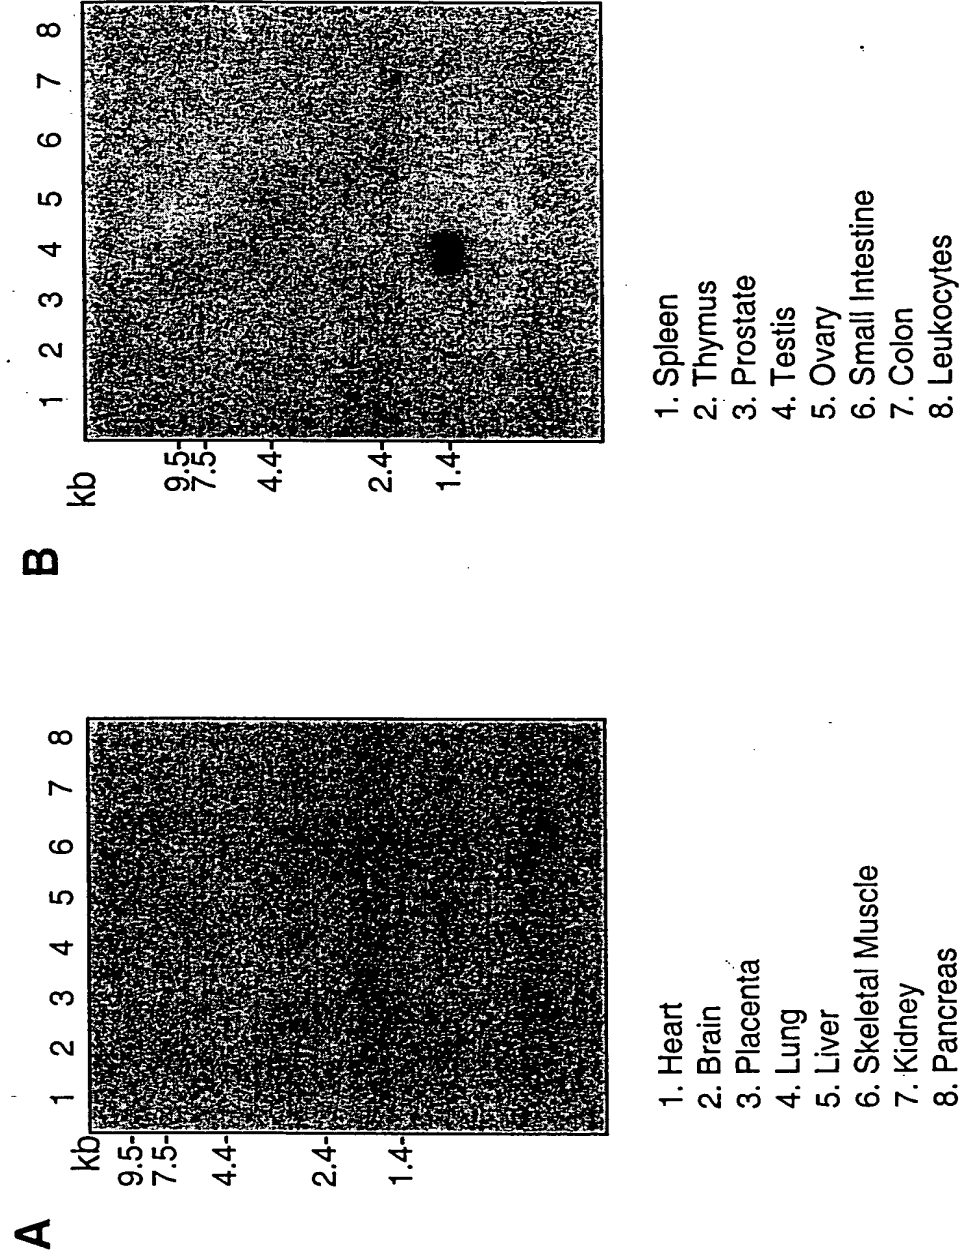 A
kb
1 2 3 4 5 6 7 8
9.5-
7.5-
4.4-
2.4-
1.4-
1. Heart
2. Brain
3. Placenta
4. Lung
5. Liver
6. Skeletal Muscle
7. Kidney
8. Pancreas
B
kb
1 2 3 4 5 6 7 8
9.5-
7.5-
4.4-
2.4-
1.4-
1. Spleen
2. Thymus
3. Prostate
4. Testis
5. Ovary
6. Small Intestine
7. Colon
8. Leukocytes